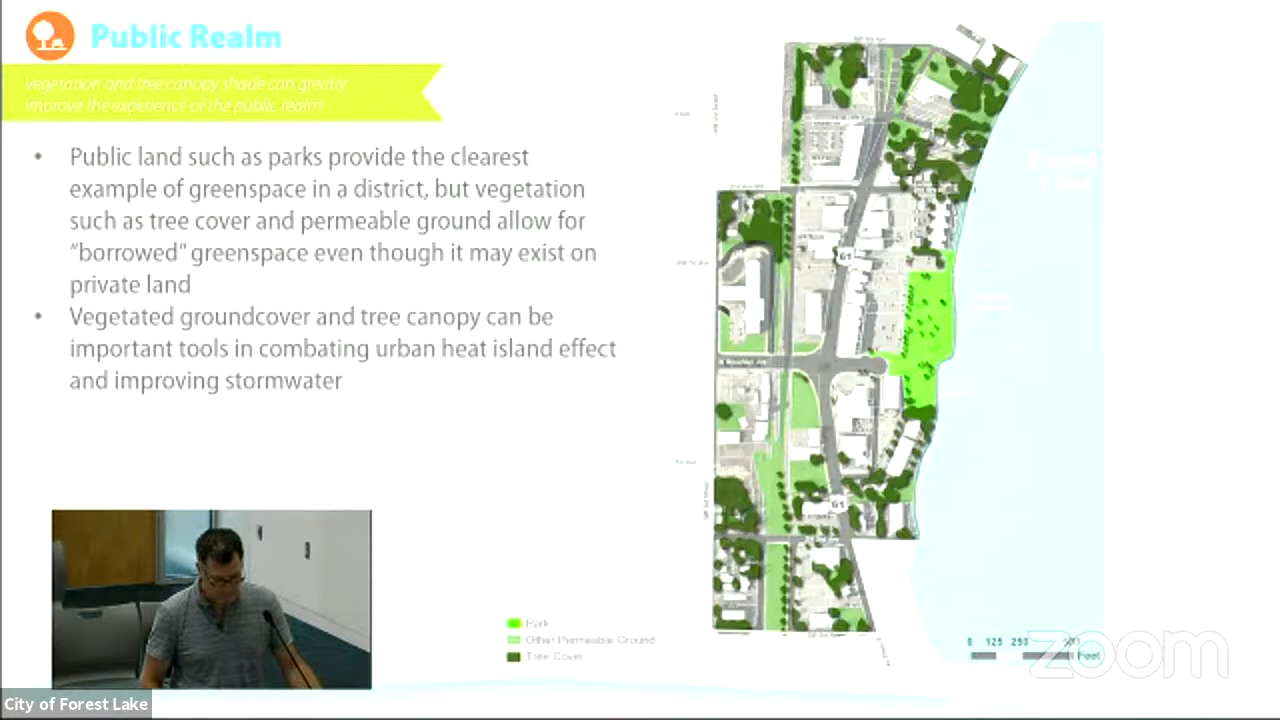 Public Realm
Vegetation and tree canopy shade can greatly
improve the experience of the public realm
• Public land such as parks provide the clearest
example of greenspace in a district, but vegetation
such as tree cover and permeable ground allow for
“borrowed” greenspace even though it may exist on
private land
• Vegetated groundcover and tree canopy can be
important tools in combating urban heat island effect
and improving stormwater
61
61
Park
Other Permeable Ground
Tree Cover
0 125 250 500
Feet
zoom
City of Forest Lake